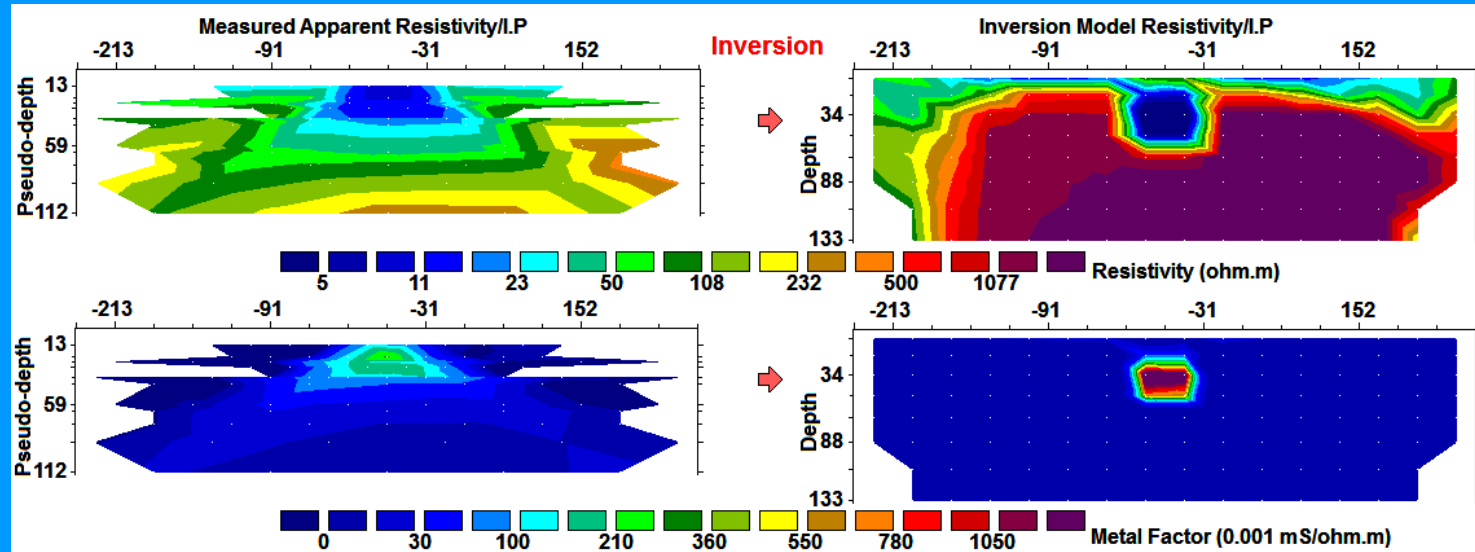 Measured Apparent Resistivity/I.P
-213 -91 -31 152
Pseudo-depth
13
59
112
Inversion
Inversion Model Resistivity/I.P
-213 -91 -31 152
Depth
34
88
133
5 11 23 50 108 232 500 1077 Resistivity (ohm.m)
-213 -91 -31 152
Pseudo-depth
13
59
112
-213 -91 -31 152
Depth
34
88
133
0 30 100 210 360 550 780 1050 Metal Factor (0.001 mS/ohm.m)